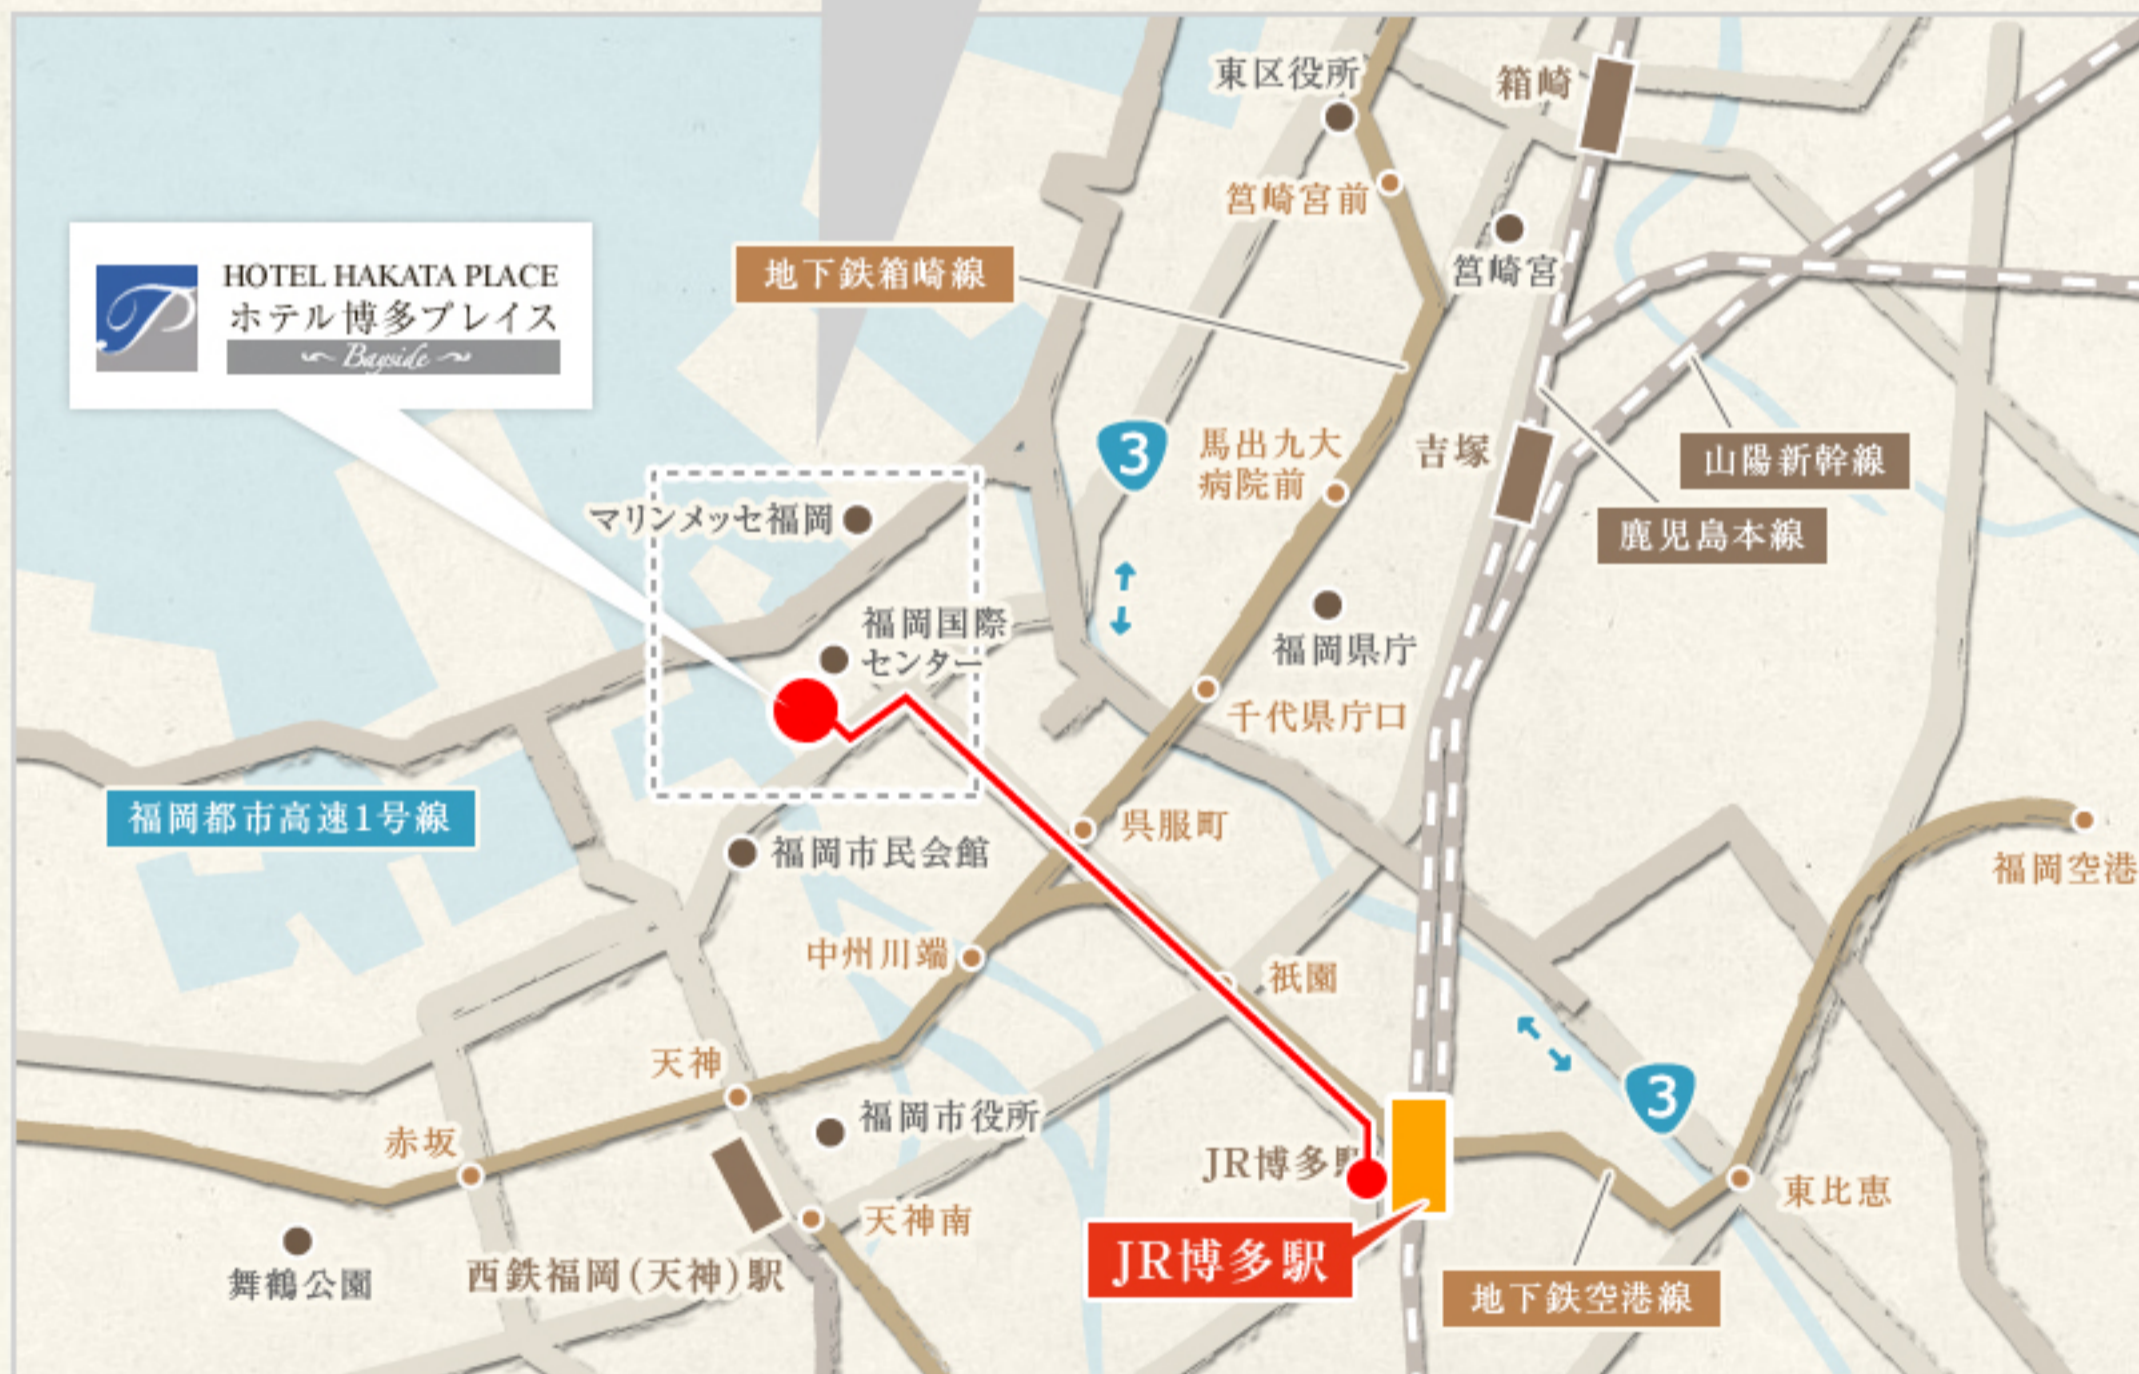 東区役所
箱崎
筥崎宮前
筥崎宮
地下鉄箱崎線
HOTEL HAKATA PLACE
ホテル博多プレイス
Bayside
3
馬出九大
病院前
吉塚
山陽新幹線
鹿児島本線
マリンメッセ福岡
福岡国際
センター
福岡県庁
千代県庁口
福岡都市高速1号線
呉服町
福岡市民会館
福岡空港
中州川端
祇園
天神
3
福岡市役所
赤坂
JR博多駅
東比恵
天神南
舞鶴公園
西鉄福岡(天神)駅
JR博多駅
地下鉄空港線